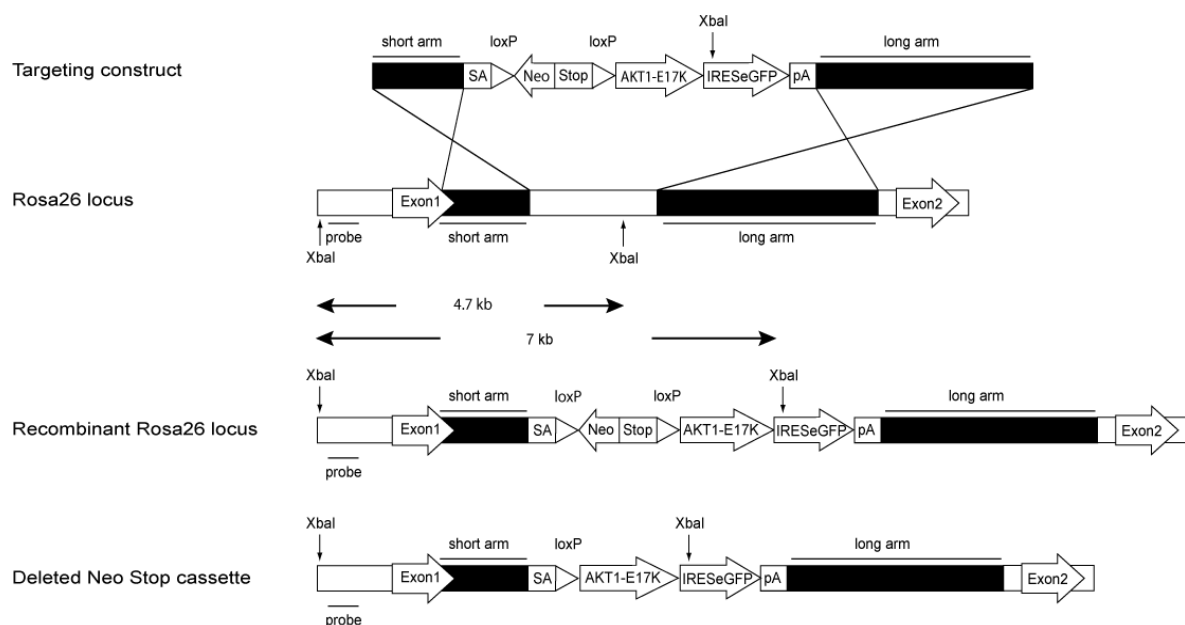 XbaI
short arm loxP loxP long arm
Targeting construct SA Neo Stop AKT1-E17K IRESeGFP pA
Rosa26 locus Exon1 Exon2
probe short arm long arm
XbaI XbaI
4.7 kb
7 kb
XbaI XbaI
short arm loxP loxP long arm
Recombinant Rosa26 locus Exon1 SA Neo Stop AKT1-E17K IRESeGFP pA Exon2
probe
XbaI XbaI
short arm loxP long arm
Deleted Neo Stop cassette Exon1 SA AKT1-E17K IRESeGFP pA Exon2
probe